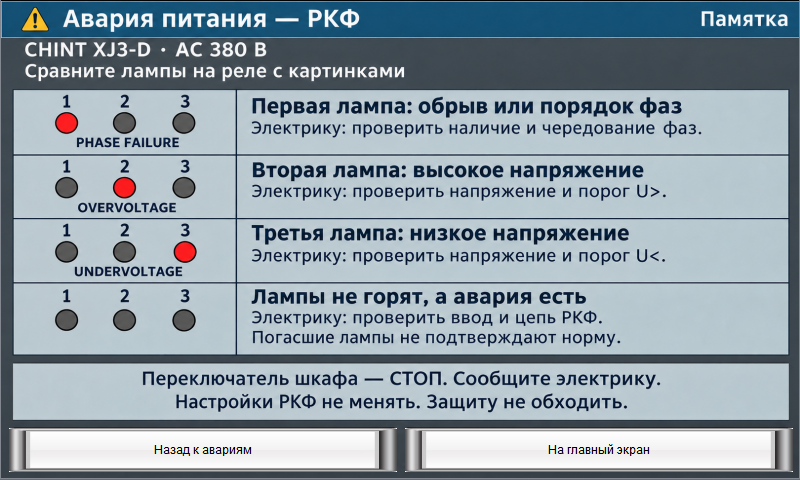 Авария питания — РКФ
Памятка
CHINT XJ3-D · AC 380 В
Сравните лампы на реле с картинками
1 2 3
PHASE FAILURE
Первая лампа: обрыв или порядок фаз
Электрику: проверить наличие и чередование фаз.
1 2 3
OVERVOLTAGE
Вторая лампа: высокое напряжение
Электрику: проверить напряжение и порог U>.
1 2 3
UNDERVOLTAGE
Третья лампа: низкое напряжение
Электрику: проверить напряжение и порог U<.
1 2 3
Лампы не горят, а авария есть
Электрику: проверить ввод и цепь РКФ.
Погасшие лампы не подтверждают норму.
Переключатель шкафа — СТОП. Сообщите электрику.
Настройки РКФ не менять. Защиту не обходить.
Назад к авариям
На главный экран